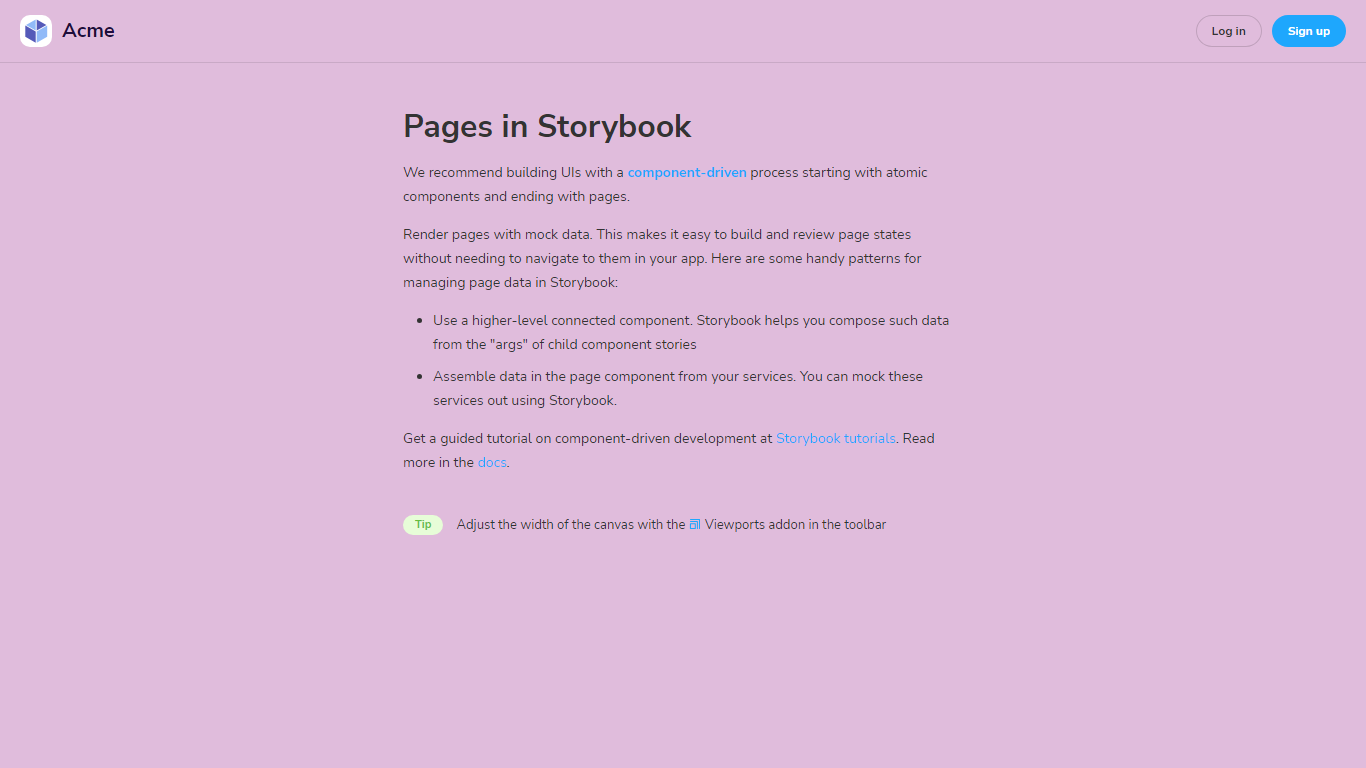 Acme
Log in
Sign up
Pages in Storybook
We recommend building UIs with a component-driven process starting with atomic
components and ending with pages.
Render pages with mock data. This makes it easy to build and review page states
without needing to navigate to them in your app. Here are some handy patterns for
managing page data in Storybook:
Use a higher-level connected component. Storybook helps you compose such data
from the "args" of child component stories
Assemble data in the page component from your services. You can mock these
services out using Storybook.
Get a guided tutorial on component-driven development at Storybook tutorials. Read
more in the docs.
Tip Adjust the width of the canvas with the Viewports addon in the toolbar